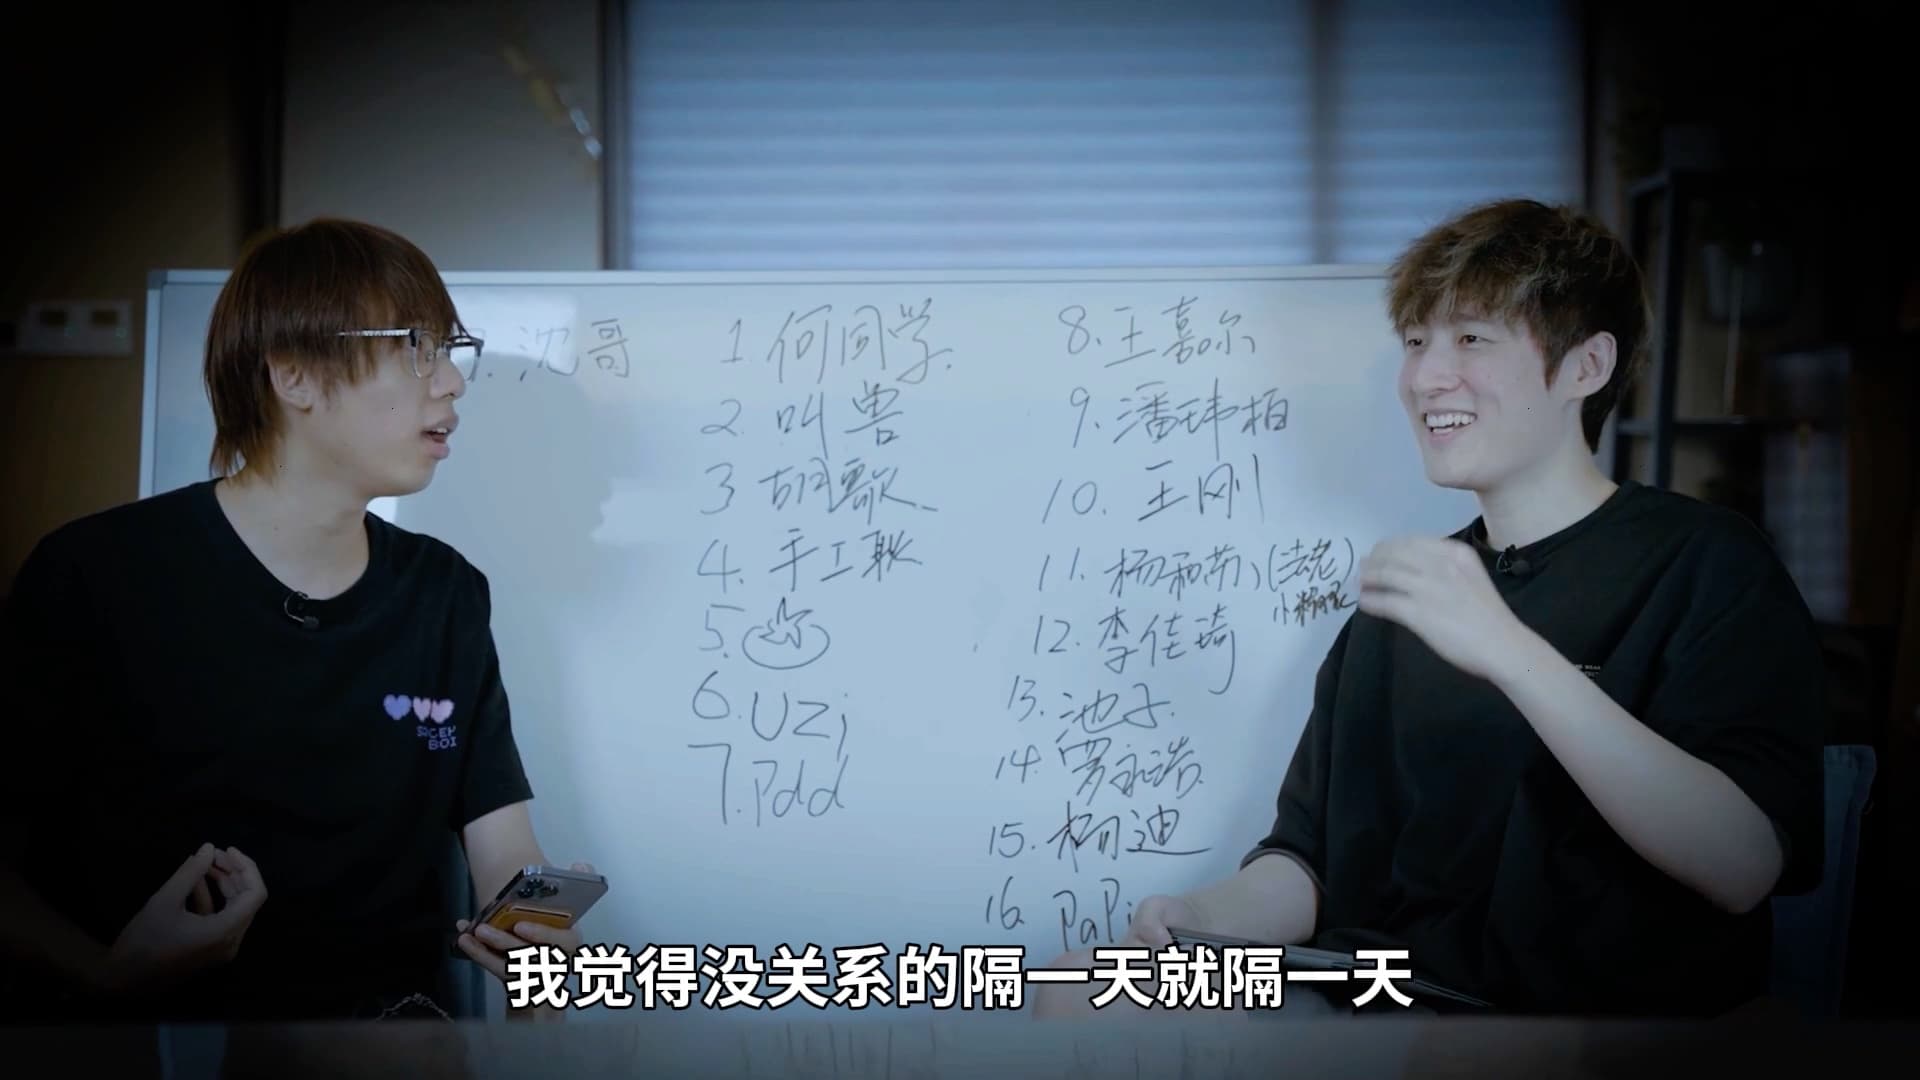 沈哥
1. 何同学.
2. 叫兽
3 胡歌
4. 手工耿
5.
6. UZi
7. Pdd
8. 王嘉尔
9. 潘玮柏
10. 王刚
11. 杨和苏 (法老)
小杨哥
12. 李佳琦
13. 池子
14. 罗永浩
15. 杨迪
16. PaPi
BOI
我觉得没关系的隔一天就隔一天